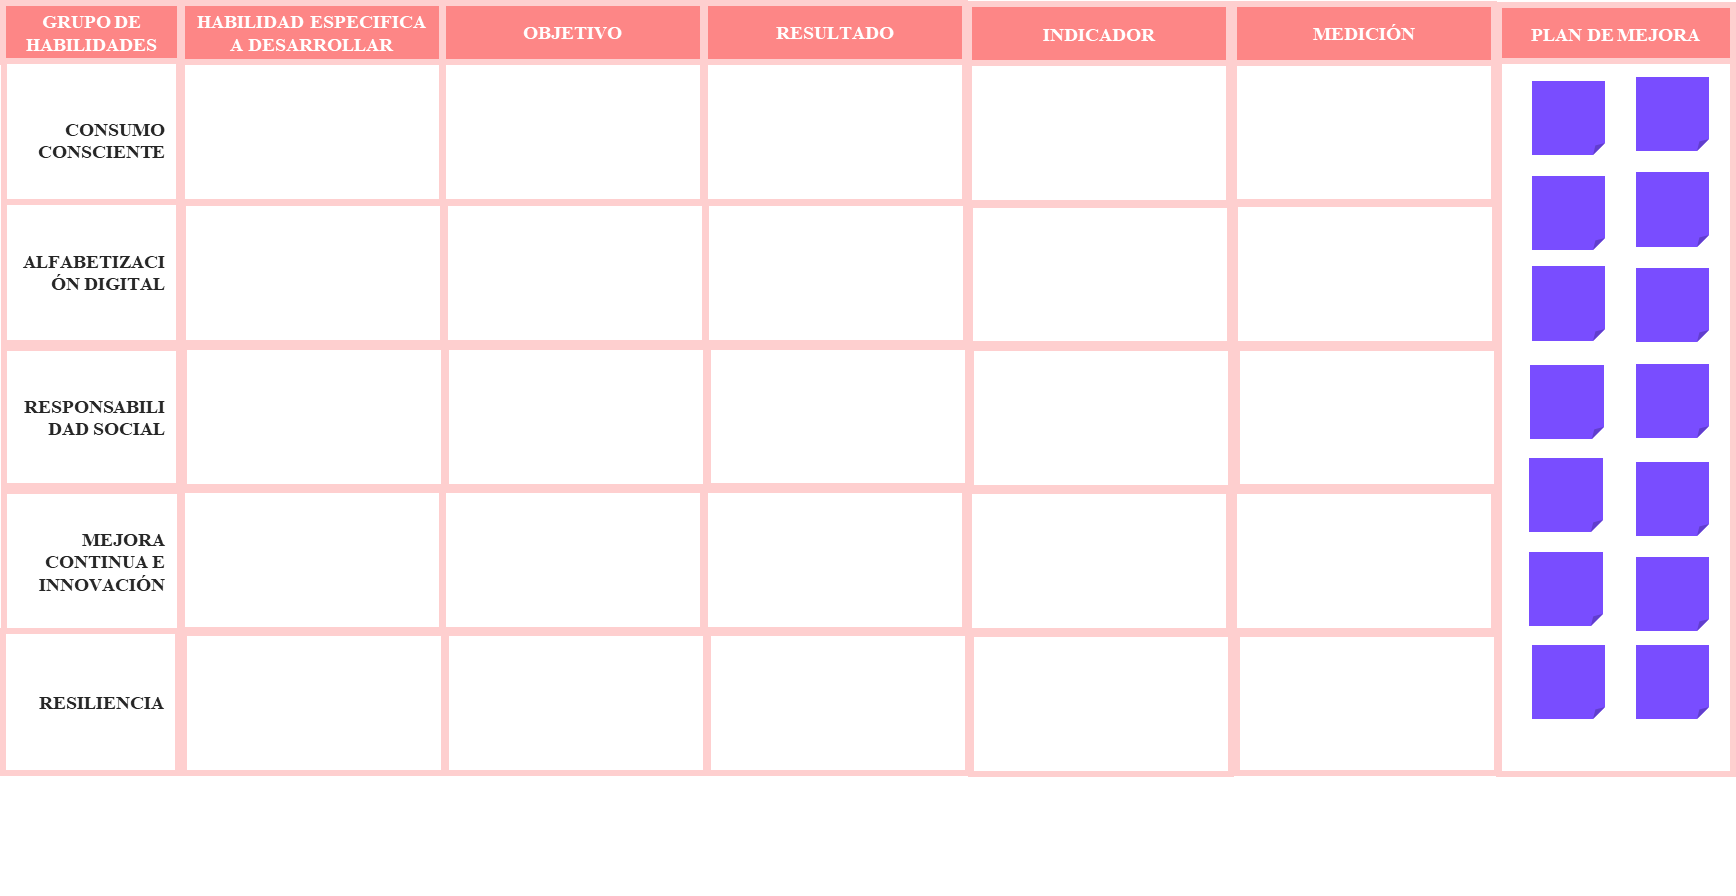 GRUPO DE
HABILIDADES
HABILIDAD ESPECIFICA
A DESARROLLAR
OBJETIVO
RESULTADO
INDICADOR
MEDICIÓN
PLAN DE MEJORA
CONSUMO
CONSCIENTE
ALFABETIZACI
ÓN DIGITAL
RESPONSABILI
DAD SOCIAL
MEJORA
CONTINUA E
INNOVACIÓN
RESILIENCIA